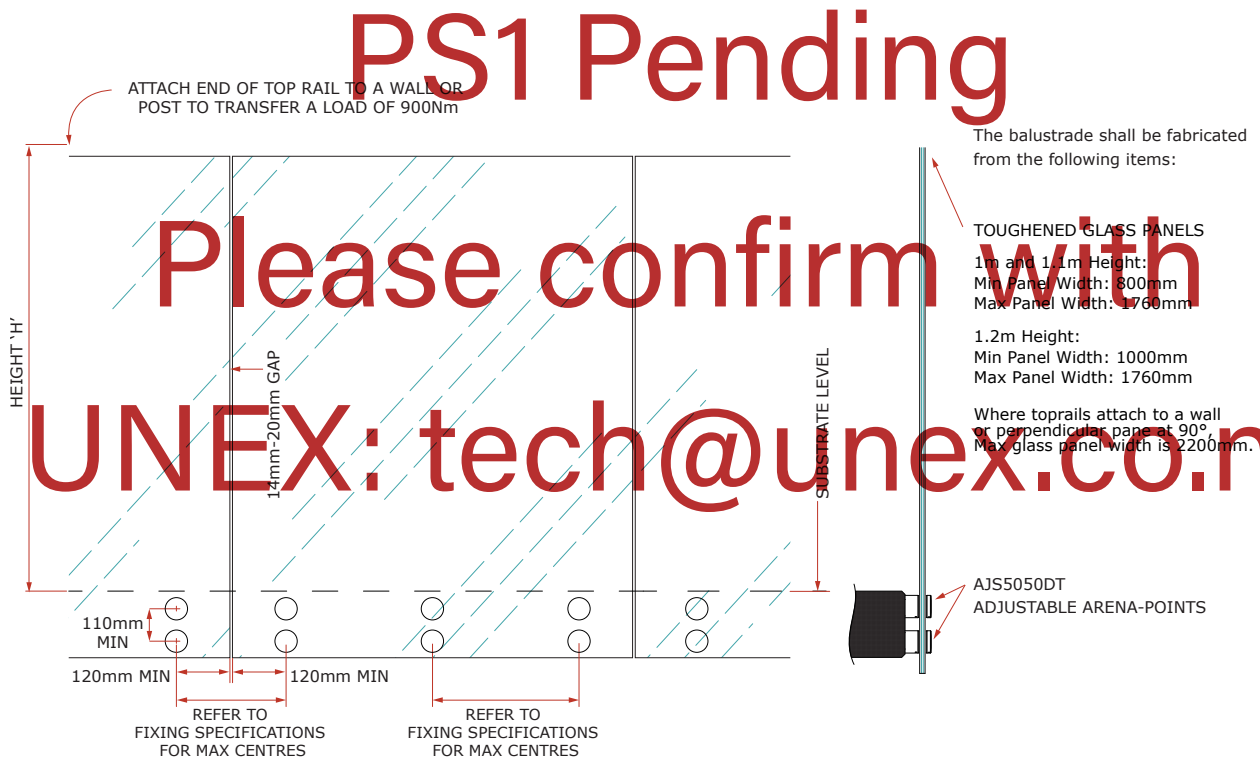 PS1 Pending
Please confirm with
UNEX: tech@unex.co.n
ATTACH END OF TOP RAIL TO A WALL OR
POST TO TRANSFER A LOAD OF 900Nm
HEIGHT 'H'
14mm-20mm GAP
SUBSTRATE LEVEL
110mm
MIN
120mm MIN
120mm MIN
REFER TO
FIXING SPECIFICATIONS
FOR MAX CENTRES
REFER TO
FIXING SPECIFICATIONS
FOR MAX CENTRES
The balustrade shall be fabricated
from the following items:
TOUGHENED GLASS PANELS
1m and 1.1m Height:
Min Panel Width: 800mm
Max Panel Width: 1760mm
1.2m Height:
Min Panel Width: 1000mm
Max Panel Width: 1760mm
Where toprails attach to a wall
or perpendicular pane at 90°,
Max glass panel width is 2200mm.
AJS5050DT
ADJUSTABLE ARENA-POINTS